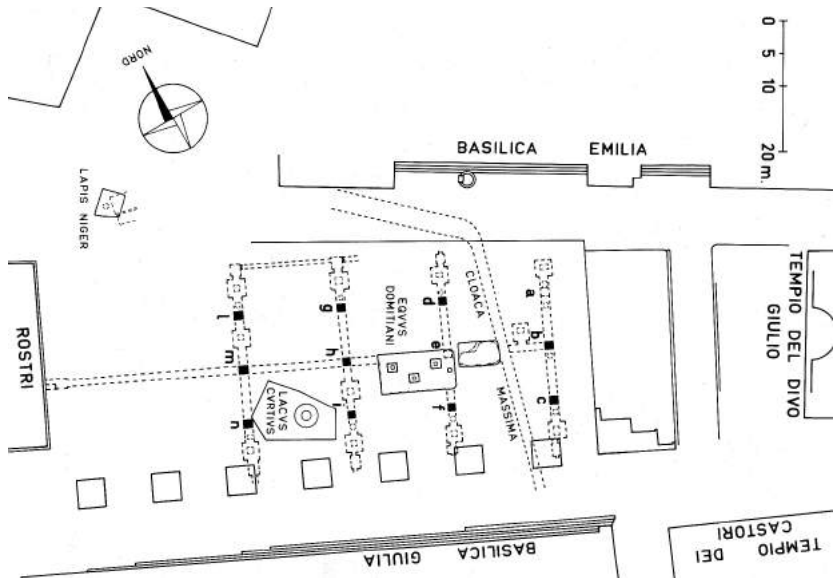 NORD
0
5
10
20 m.
BASILICA EMILIA
LAPIS NIGER
ROSTRI
EQVVS
DOMITIANI
CLOACA
MASSIMA
LACVS
CVRTIVS
TEMPIO DEL DIVO
GIULIO
a
b
c
d
e
f
g
h
i
l
m
n
BASILICA GIULIA
TEMPIO DEI
CASTORI